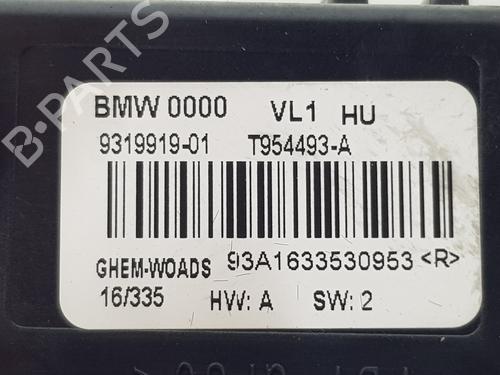 B-PARTS
BMW 0000 VL1 HU
9319919-01 T954493-A
GHEM-WOADS 93A1633530953 <R>
16/335 HW: A SW: 2